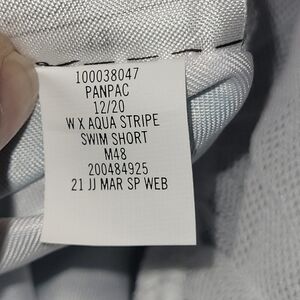 100038047
PANPAC
12/20
W X AQUA STRIPE
SWIM SHORT
M48
200484925
21 JJ MAR SP WEB